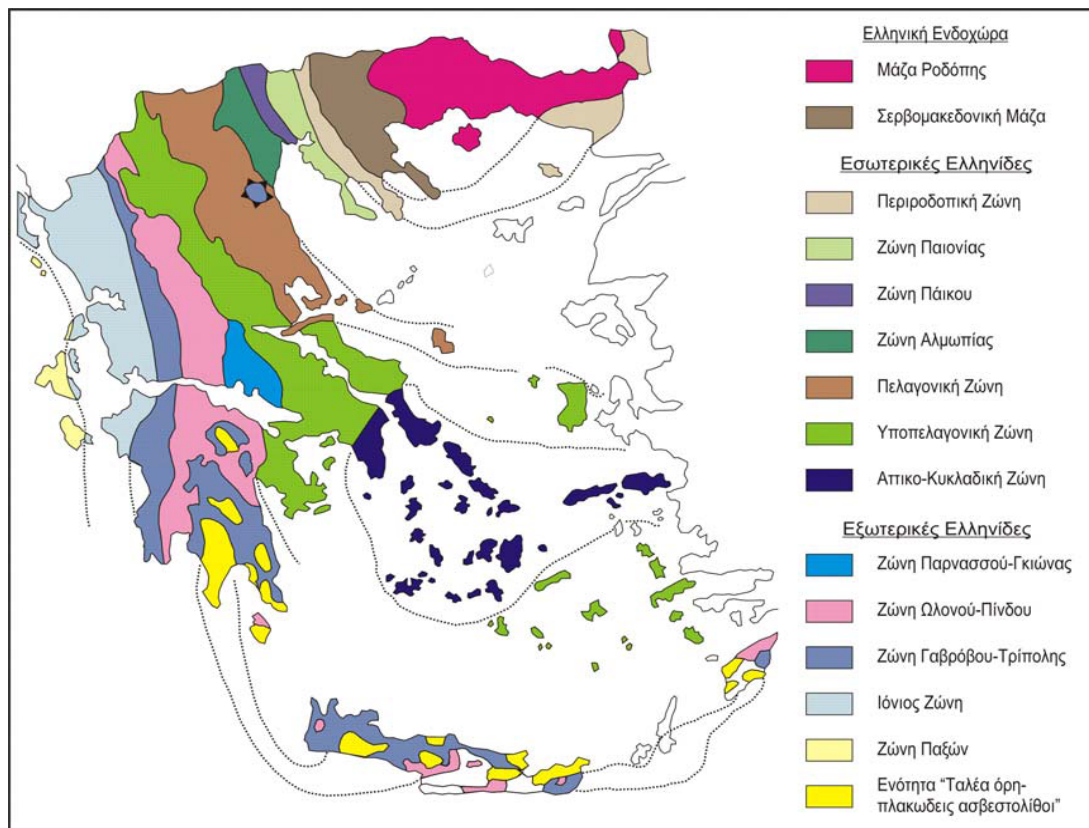 Ελληνική Ενδοχώρα
Μάζα Ροδόπης
Σερβομακεδονική Μάζα
Εσωτερικές Ελληνίδες
Περιροδοπική Ζώνη
Ζώνη Παιονίας
Ζώνη Πάικου
Ζώνη Αλμωπίας
Πελαγονική Ζώνη
Υποπελαγονική Ζώνη
Αττικο-Κυκλαδική Ζώνη
Εξωτερικές Ελληνίδες
Ζώνη Παρνασσού-Γκιώνας
Ζώνη Ωλονού-Πίνδου
Ζώνη Γαβρόβου-Τρίπολης
Ιόνιος Ζώνη
Ζώνη Παξών
Ενότητα “Ταλέα όρη-
πλακωδεις ασβεστολίθοι”